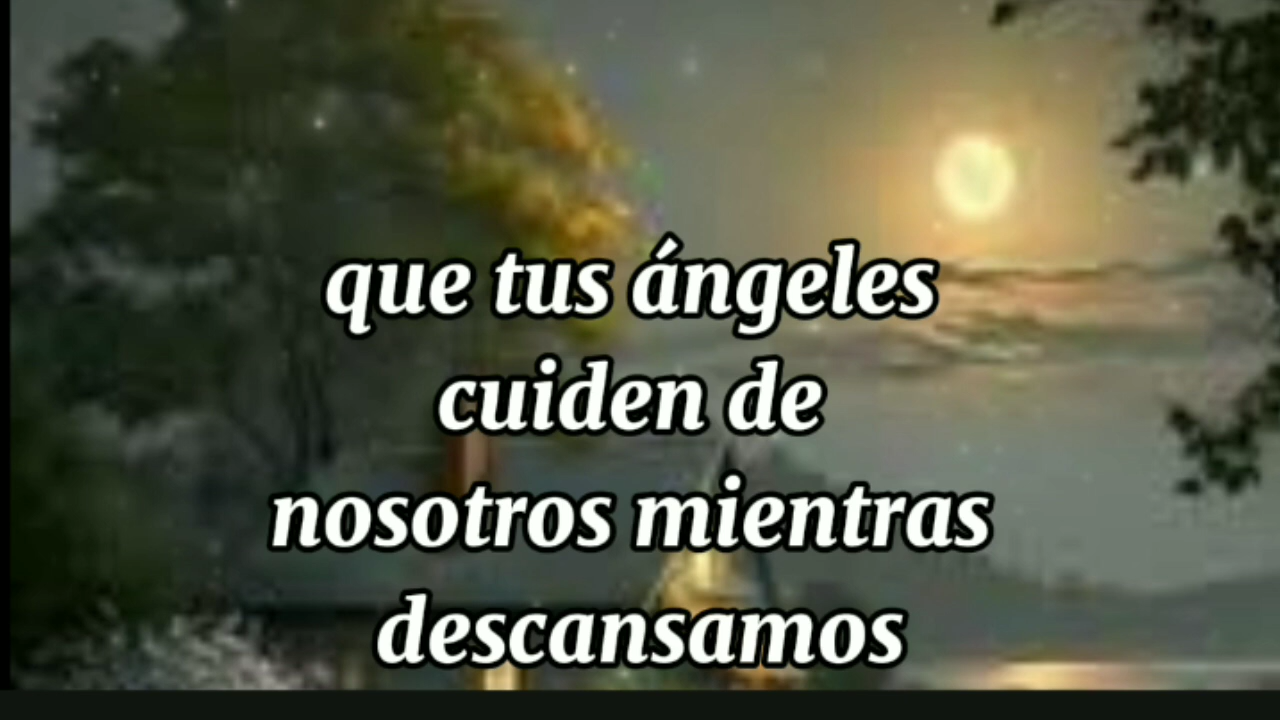 que tus ángeles
cuiden de
nosotros mientras
descansamos